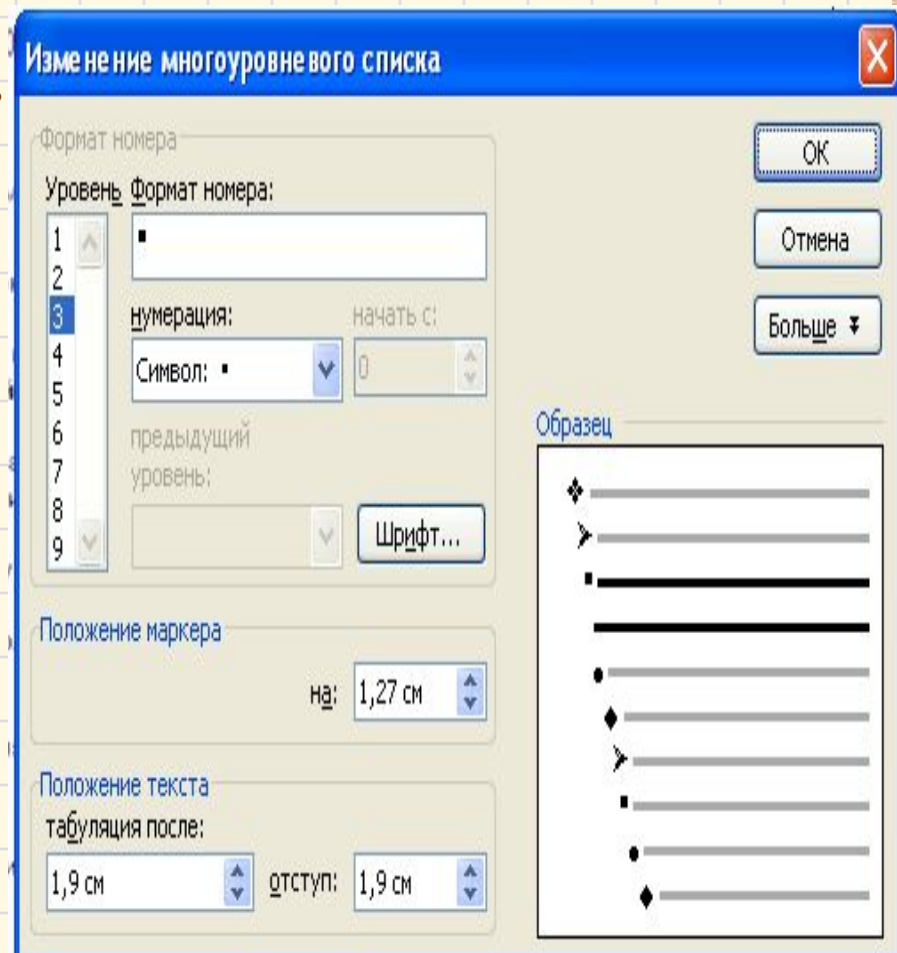 Изменение многоуровневого списка
Формат номера
Уровень Формат номера:
1
2
3
4
5
6
7
8
9
нумерация:
начать с:
Символ: ▪
0
предыдущий
уровень:
Шрифт...
Положение маркера
на: 1,27 см
Положение текста
табуляция после:
1,9 см
отступ: 1,9 см
ОК
Отмена
Больше
Образец